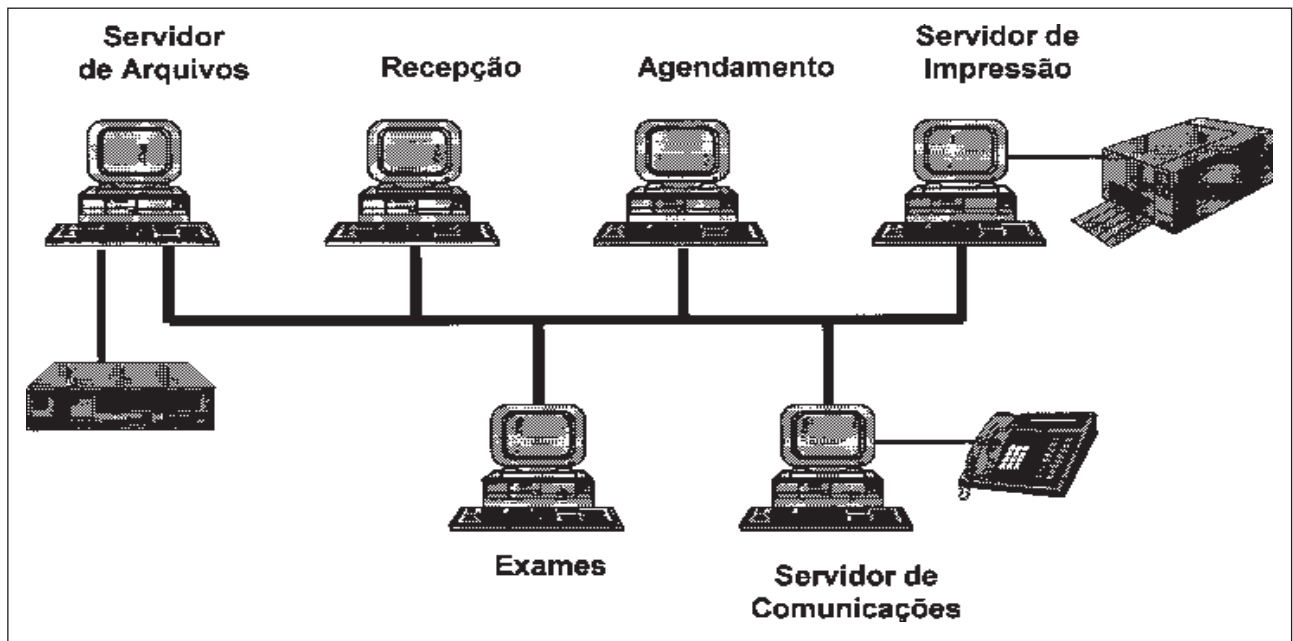 Servidor
de Arquivos
Recepção
Agendamento
Servidor de
Impressão
Exames
Servidor de
Comunicações